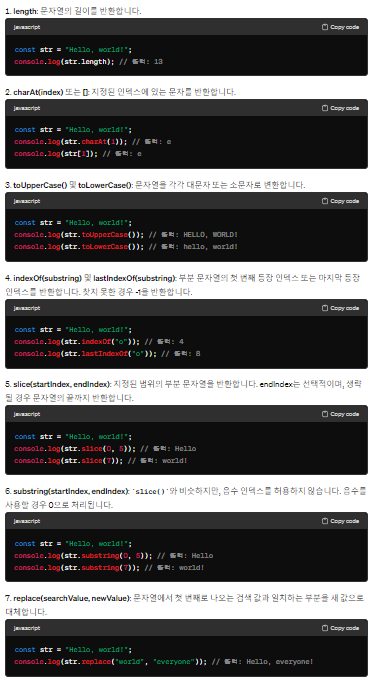 1. length: 문자열의 길이를 반환합니다.
javascript Copy code
const str = "Hello, world!";
console.log(str.length); // 출력: 13
2. charAt(index) 또는 []: 지정된 인덱스에 있는 문자를 반환합니다.
javascript Copy code
const str = "Hello, world!";
console.log(str.charAt(1)); // 출력: e
console.log(str[1]); // 출력: e
3. toUpperCase() 및 toLowerCase(): 문자열을 각각 대문자 또는 소문자로 변환합니다.
javascript Copy code
const str = "Hello, world!";
console.log(str.toUpperCase()); // 출력: HELLO, WORLD!
console.log(str.toLowerCase()); // 출력: hello, world!
4. indexOf(substring) 및 lastIndexOf(substring): 부분 문자열의 첫 번째 등장 인덱스 또는 마지막 등장
인덱스를 반환합니다. 찾지 못한 경우 -1을 반환합니다.
javascript Copy code
const str = "Hello, world!";
console.log(str.indexOf("o")); // 출력: 4
console.log(str.lastIndexOf("o")); // 출력: 8
5. slice(startIndex, endIndex): 지정된 범위의 부분 문자열을 반환합니다. endIndex는 선택적이며, 생략
될 경우 문자열의 끝까지 반환합니다.
javascript Copy code
const str = "Hello, world!";
console.log(str.slice(0, 5)); // 출력: Hello
console.log(str.slice(7)); // 출력: world!
6. substring(startIndex, endIndex): `slice()`와 비슷하지만, 음수 인덱스를 허용하지 않습니다. 음수를
사용할 경우 0으로 처리됩니다.
javascript Copy code
const str = "Hello, world!";
console.log(str.substring(0, 5)); // 출력: Hello
console.log(str.substring(7)); // 출력: world!
7. replace(searchValue, newValue): 문자열에서 첫 번째로 나오는 검색 값과 일치하는 부분을 새 값으로
대체합니다.
javascript Copy code
const str = "Hello, world!";
console.log(str.replace("world", "everyone")); // 출력: Hello, everyone!